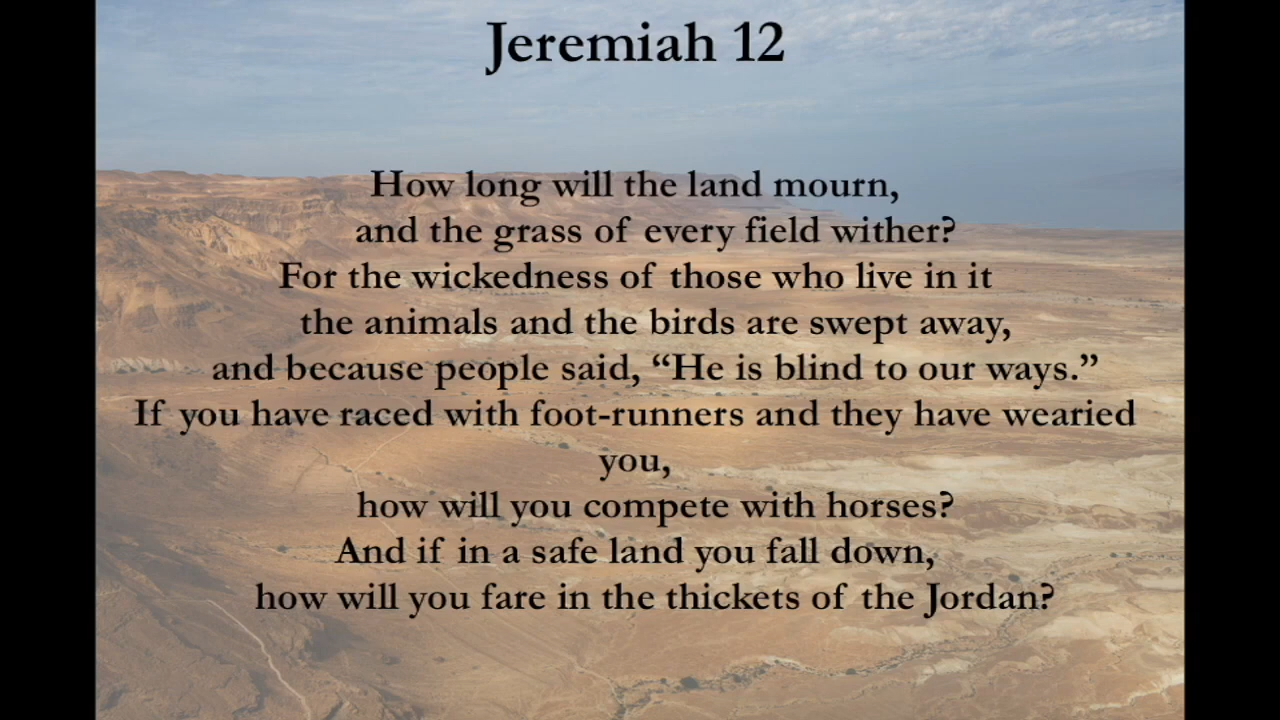 Jeremiah 12
How long will the land mourn,
and the grass of every field wither?
For the wickedness of those who live in it
the animals and the birds are swept away,
and because people said, “He is blind to our ways.”
If you have raced with foot-runners and they have wearied
you,
how will you compete with horses?
And if in a safe land you fall down,
how will you fare in the thickets of the Jordan?